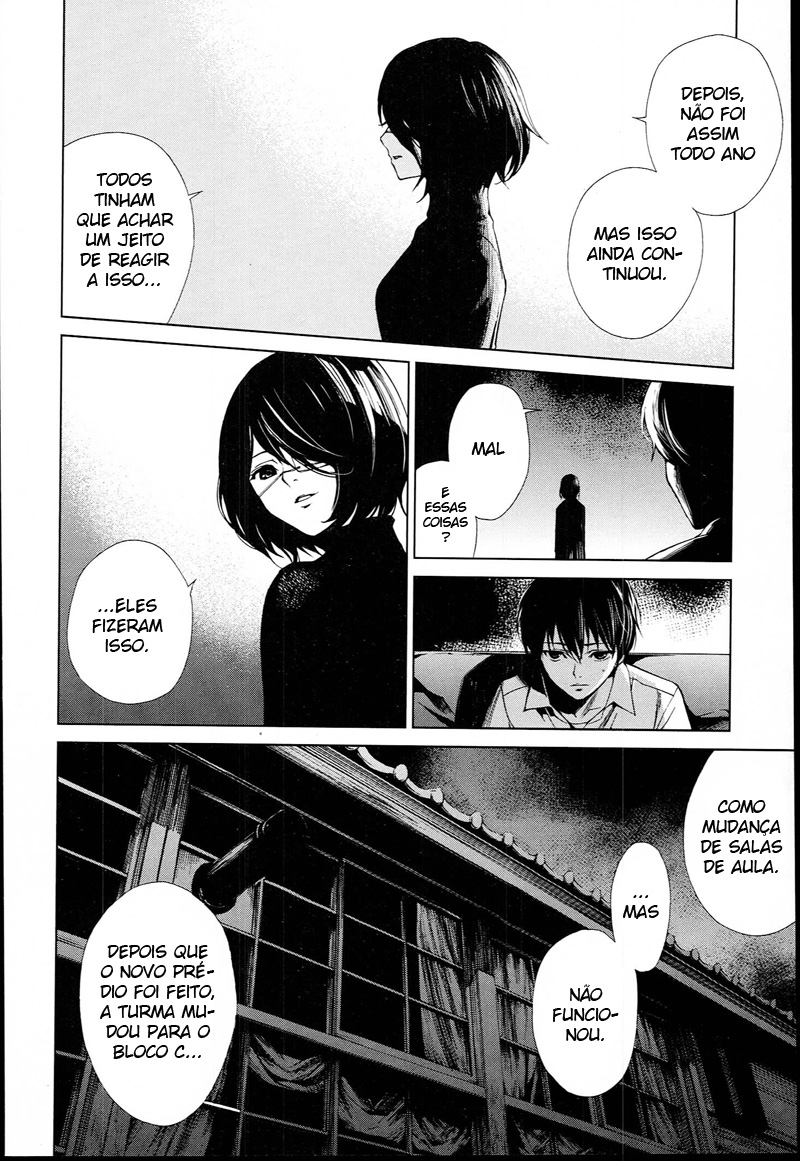 DEPOIS,
NÃO FOI
ASSIM
TODO ANO
MAS ISSO
AINDA CON-
TINUOU.
TODOS
TINHAM
QUE ACHAR
UM JEITO
DE REAGIR
A ISSO...
MAL
E
ESSAS
COISAS
?
...ELES
FIZERAM
ISSO.
COMO
MUDANÇA
DE SALAS
DE AULA.
...
MAS
NÃO
FUNCIO-
NOU.
DEPOIS QUE
O NOVO PRÉ-
DIO FOI FEITO,
A TURMA MU-
DOU PARA O
BLOCO C...